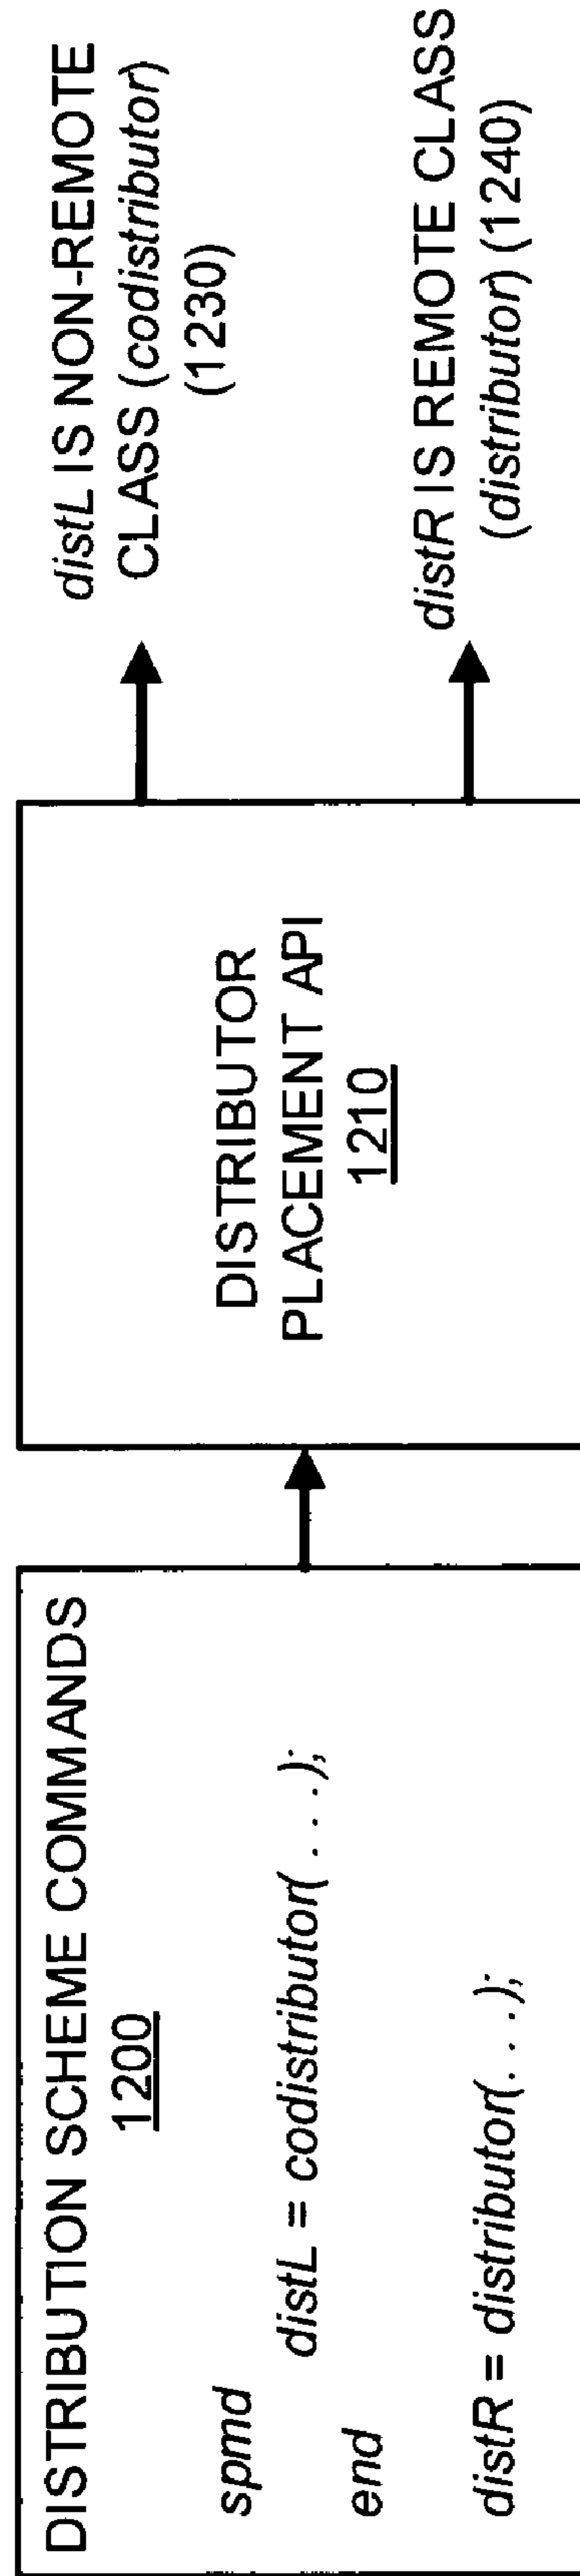 DISTRIBUTION SCHEME COMMANDS
1200
spmd
distL = codistributor( . . .);
end
distR = distributor(. . .);
DISTRIBUTOR
PLACEMENT API
1210
distL IS NON-REMOTE
CLASS (codistributor)
(1230)
distR IS REMOTE CLASS
(distributor) (1240)